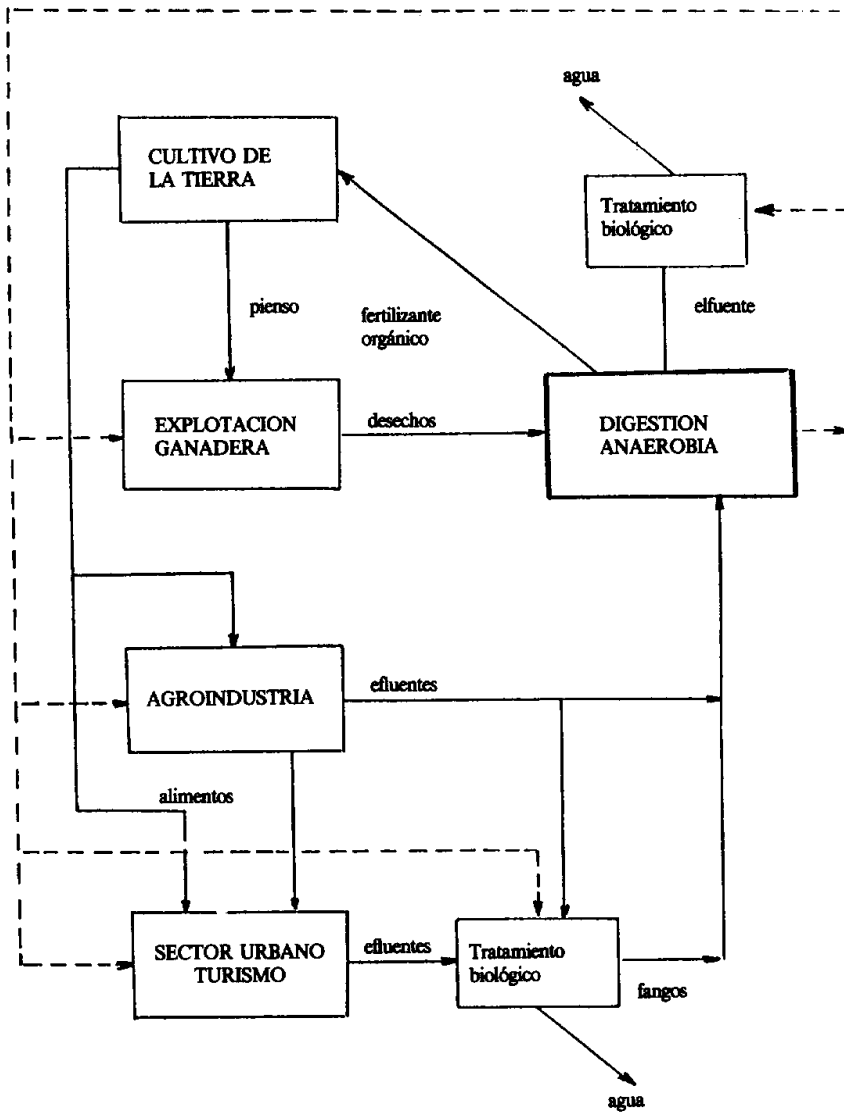 agua
CULTIVO DE
LA TIERRA
Tratamiento
biológico
pienso
fertilizante
orgánico
elfuente
EXPLOTACION
GANADERA
desechos
DIGESTION
ANAEROBIA
AGROINDUSTRIA
efluentes
alimentos
SECTOR URBANO
TURISMO
efluentes
Tratamiento
biológico
fangos
agua